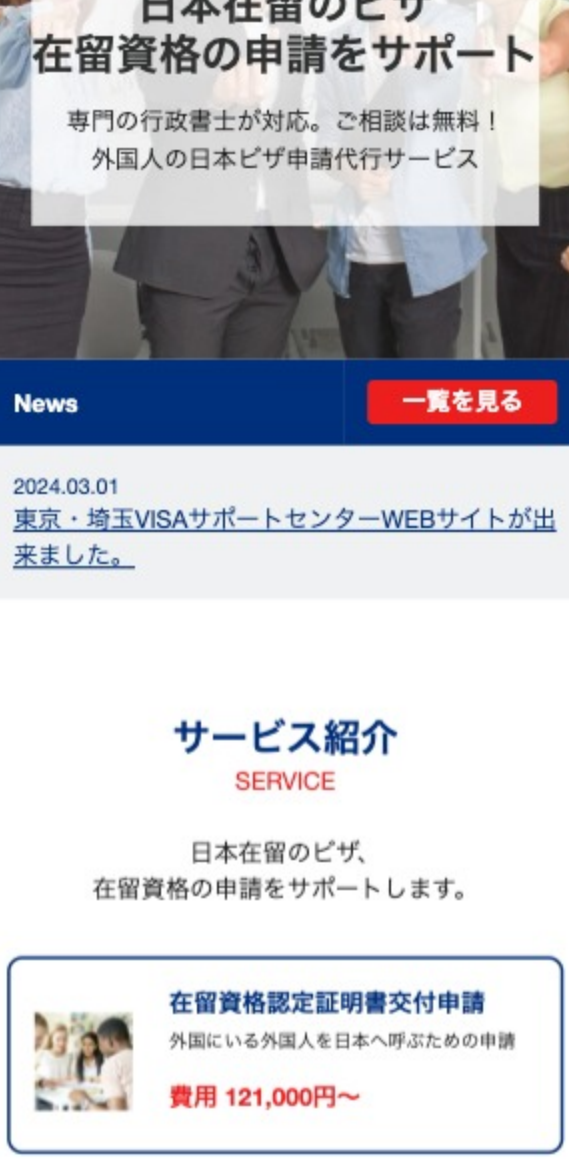 日本在留のビザ
在留資格の申請をサポート
専門の行政書士が対応。ご相談は無料！
外国人の日本ビザ申請代行サービス
News
一覧を見る
2024.03.01
東京・埼玉VISAサポートセンターWEBサイトが出
来ました。
サービス紹介
SERVICE
日本在留のビザ、
在留資格の申請をサポートします。
在留資格認定証明書交付申請
外国にいる外国人を日本へ呼ぶための申請
費用 121,000円〜